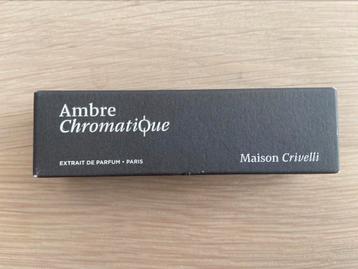 Ambre
Chromatique
EXTRAIT DE PARFUM • PARIS
Maison Crivelli